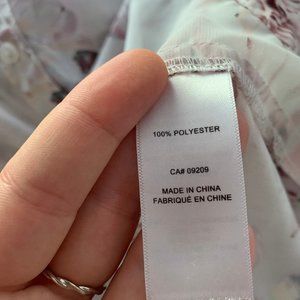 100% POLYESTER
CA# 09209
MADE IN CHINA
FABRIQUÉ EN CHINE